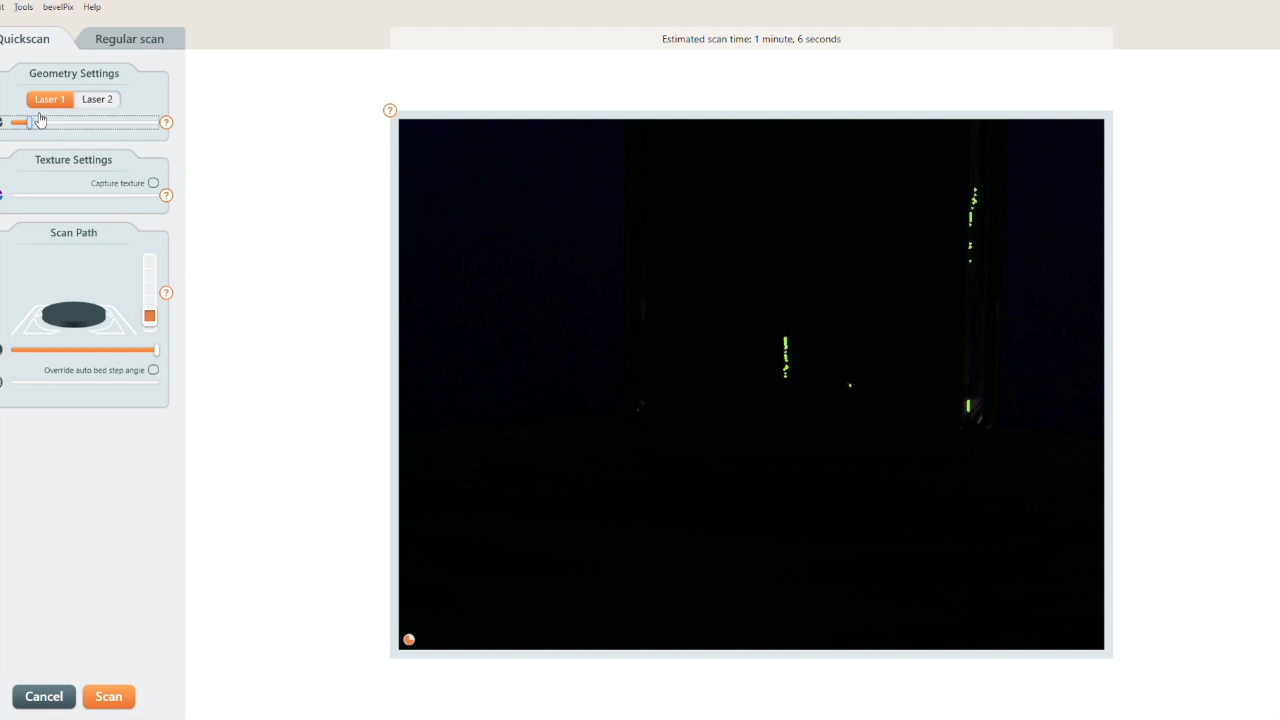 it Tools bevelPix Help
Quickscan Regular scan
Estimated scan time: 1 minute, 6 seconds
Geometry Settings
Laser 1 Laser 2
?
?
Texture Settings
Capture texture
?
Scan Path
?
Override auto bed step angle
Cancel Scan